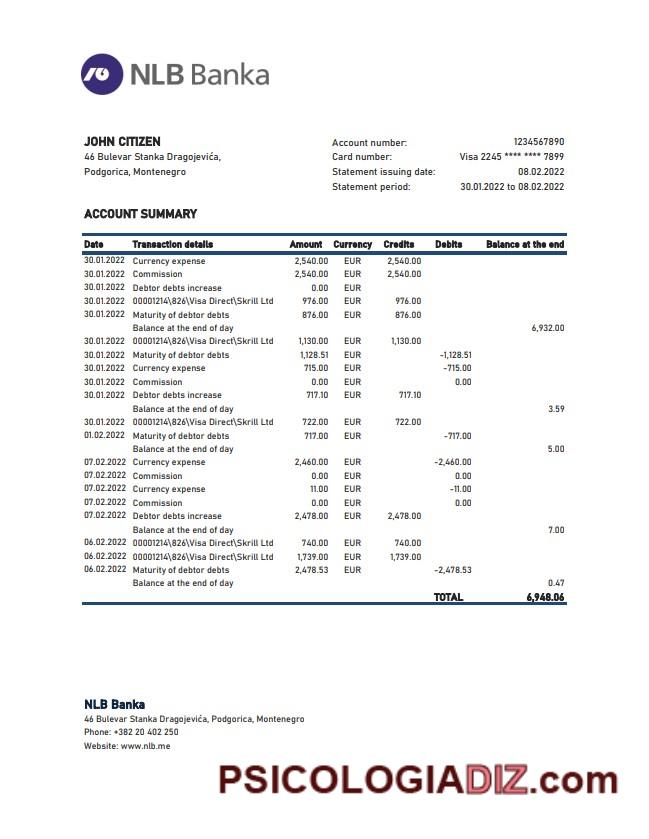 NLB Banka
JOHN CITIZEN
46 Bulevar Stanka Dragojevića,
Podgorica, Montenegro
Account number: 1234567890
Card number: Visa 2245 **** **** 7899
Statement issuing date: 08.02.2022
Statement period: 30.01.2022 to 08.02.2022
ACCOUNT SUMMARY
Date Transaction details Amount Currency Credits Debits Balance at the end
30.01.2022 Currency expense 2,540.00 EUR 2,540.00
30.01.2022 Commission 2,540.00 EUR 2,540.00
30.01.2022 Debtor debts increase 0.00 EUR
30.01.2022 00001214\826\Visa Direct\Skrill Ltd 976.00 EUR 976.00
30.01.2022 Maturity of debtor debts 876.00 EUR 876.00
Balance at the end of day 6,932.00
30.01.2022 00001214\826\Visa Direct\Skrill Ltd 1,130.00 EUR 1,130.00
30.01.2022 Maturity of debtor debts 1,128.51 EUR -1,128.51
30.01.2022 Currency expense 715.00 EUR -715.00
30.01.2022 Commission 0.00 EUR 0.00
30.01.2022 Debtor debts increase 717.10 EUR 717.10
Balance at the end of day 3.59
30.01.2022 00001214\826\Visa Direct\Skrill Ltd 722.00 EUR 722.00
01.02.2022 Maturity of debtor debts 717.00 EUR -717.00
Balance at the end of day 5.00
07.02.2022 Currency expense 2,460.00 EUR -2,460.00
07.02.2022 Commission 0.00 EUR 0.00
07.02.2022 Currency expense 11.00 EUR -11.00
07.02.2022 Commission 0.00 EUR 0.00
07.02.2022 Debtor debts increase 2,478.00 EUR 2,478.00
Balance at the end of day 7.00
06.02.2022 00001214\826\Visa Direct\Skrill Ltd 740.00 EUR 740.00
06.02.2022 00001214\826\Visa Direct\Skrill Ltd 1,739.00 EUR 1,739.00
06.02.2022 Maturity of debtor debts 2,478.53 EUR -2,478.53
Balance at the end of day 0.47
TOTAL 6,948.06
NLB Banka
46 Bulevar Stanka Dragojevića, Podgorica, Montenegro
Phone: +382 20 402 250
Website: www.nlb.me
PSICOLOGIADIZ.com